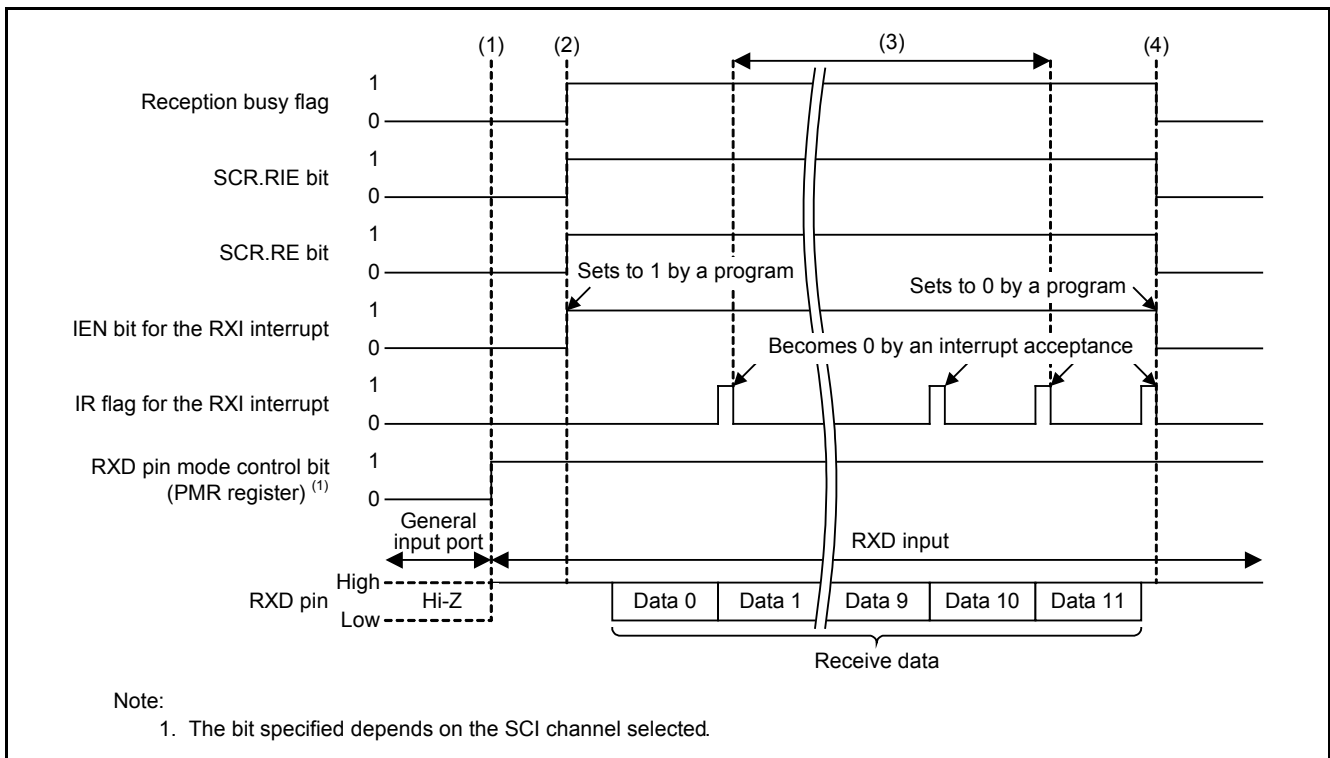 (1) (2) (3) (4)
Reception busy flag 1
0
SCR.RIE bit 1
0
SCR.RE bit 1
0
Sets to 1 by a program
Sets to 0 by a program
IEN bit for the RXI interrupt 1
0
Becomes 0 by an interrupt acceptance
IR flag for the RXI interrupt 1
0
RXD pin mode control bit 1
(PMR register) (1) 0
General
input port
RXD input
RXD pin High
Hi-Z
Low
Data 0 Data 1 Data 9 Data 10 Data 11
Receive data
Note:
1. The bit specified depends on the SCI channel selected.